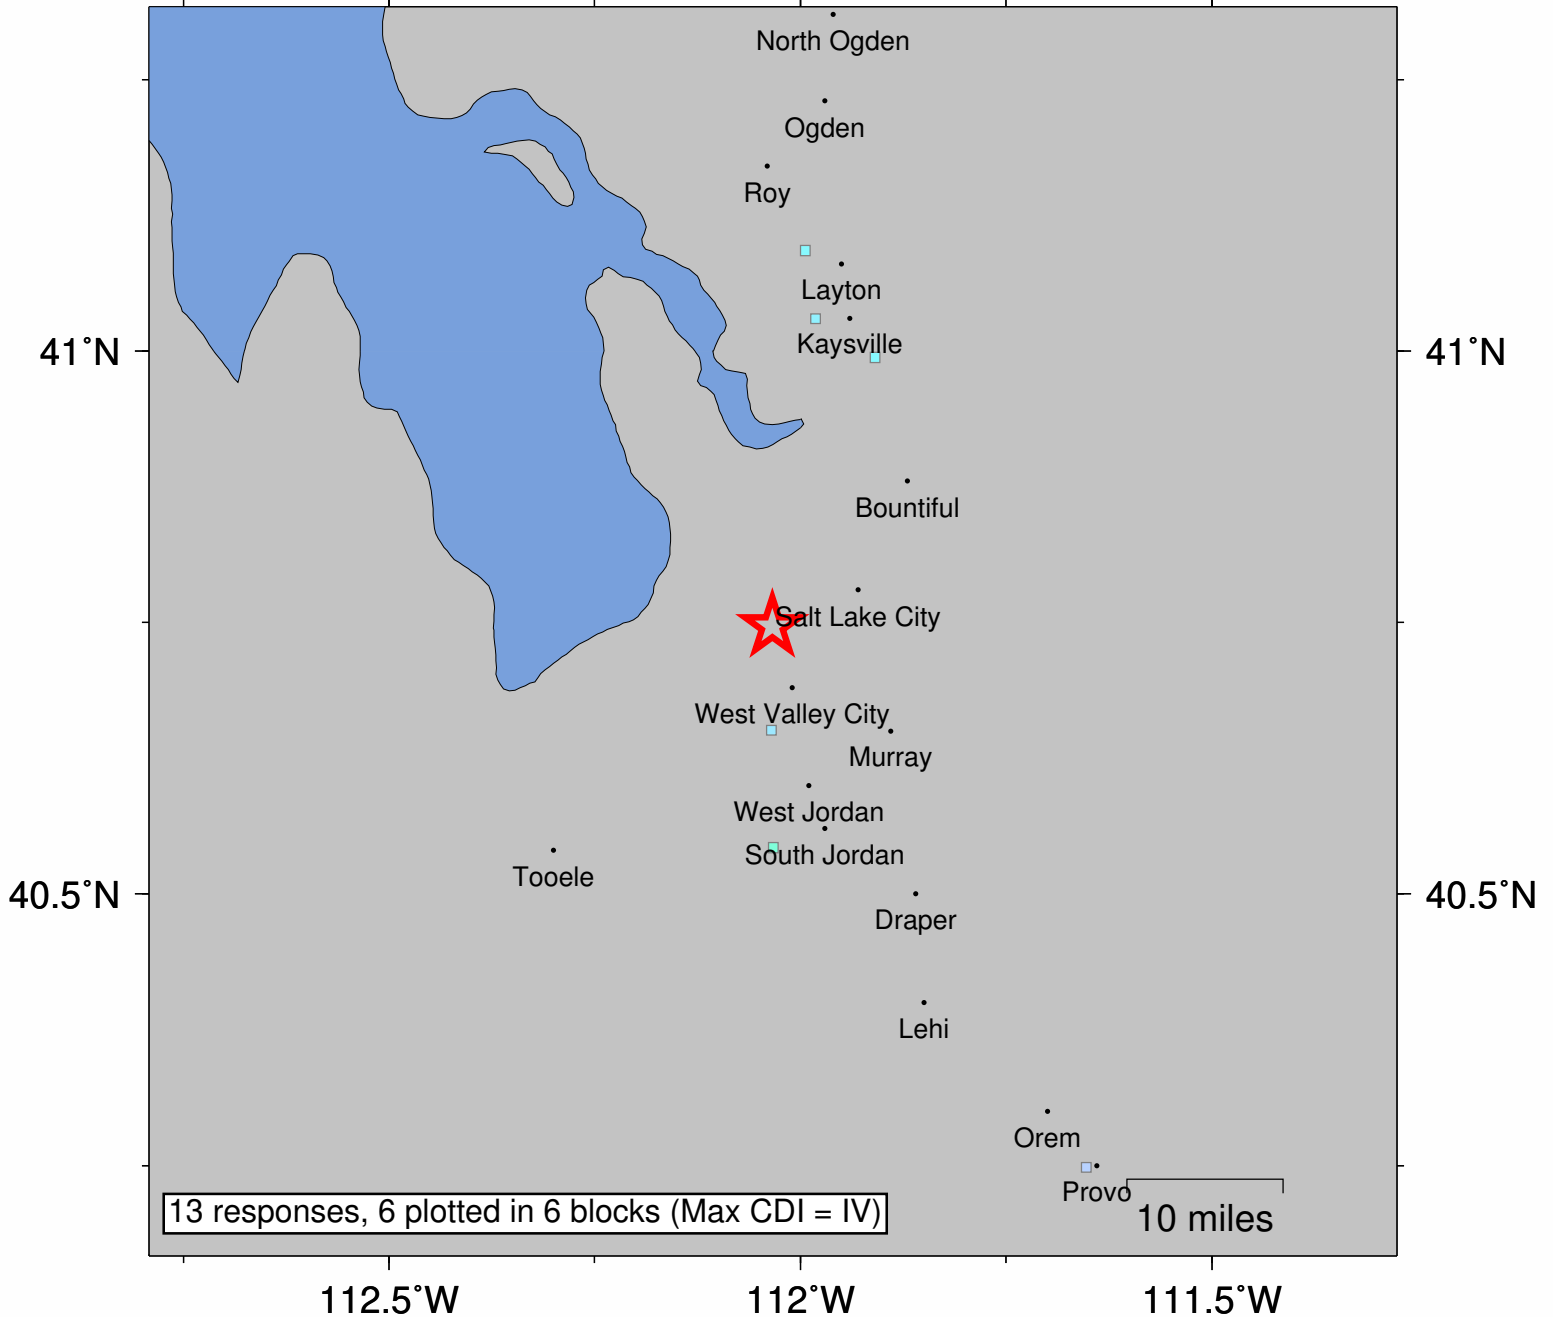 North Ogden
Ogden
Roy
Layton
41˚N
Kaysville
41˚N
Bountiful
Salt Lake City
West Valley City
Murray
West Jordan
South Jordan
Tooele
40.5˚N
40.5˚N
Draper
Lehi
Orem
Provo
13 responses, 6 plotted in 6 blocks (Max CDI = IV)
10 miles
112.5˚W
112˚W
111.5˚W